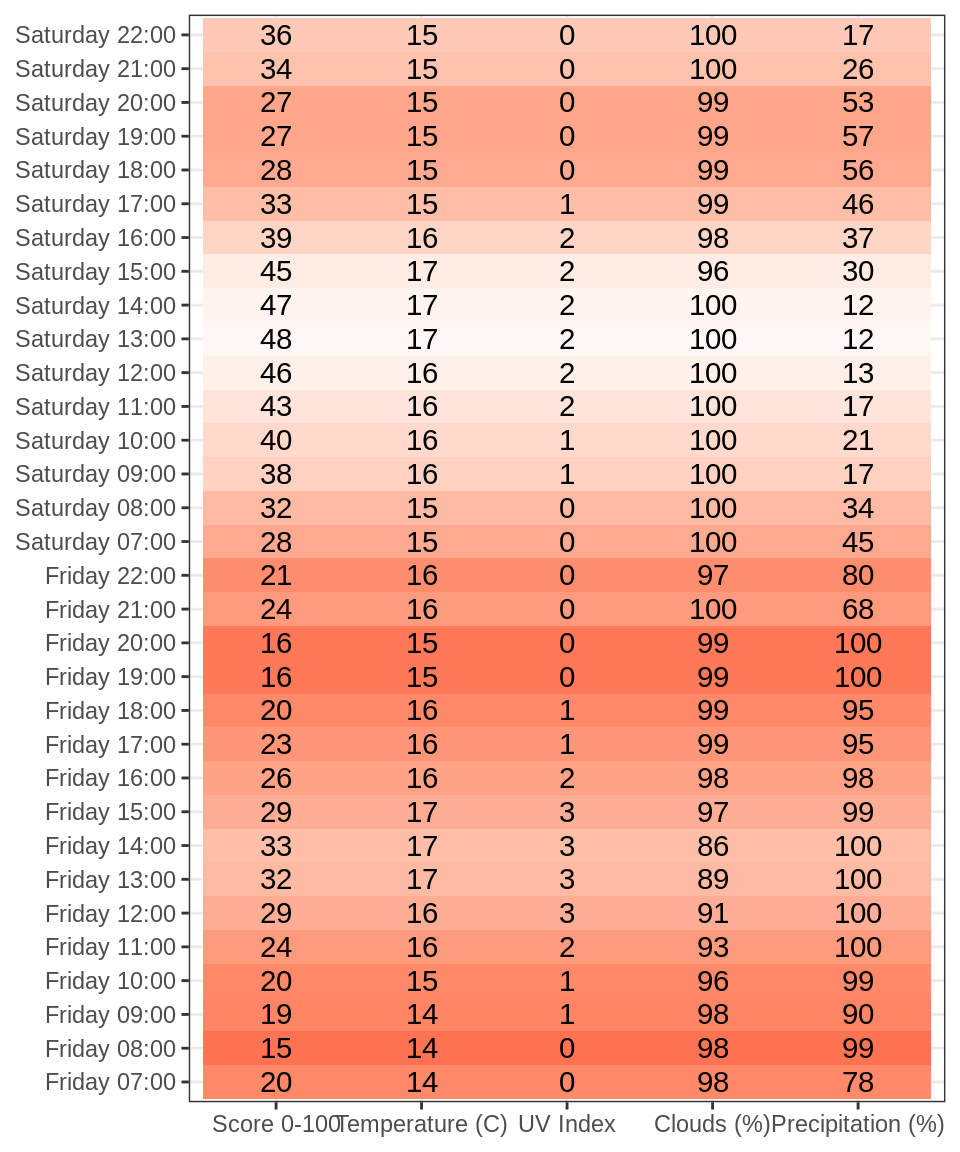 Saturday 22:00 36 15 0 100 17
Saturday 21:00 34 15 0 100 26
Saturday 20:00 27 15 0 99 53
Saturday 19:00 27 15 0 99 57
Saturday 18:00 28 15 0 99 56
Saturday 17:00 33 15 1 99 46
Saturday 16:00 39 16 2 98 37
Saturday 15:00 45 17 2 96 30
Saturday 14:00 47 17 2 100 12
Saturday 13:00 48 17 2 100 12
Saturday 12:00 46 16 2 100 13
Saturday 11:00 43 16 2 100 17
Saturday 10:00 40 16 1 100 21
Saturday 09:00 38 16 1 100 17
Saturday 08:00 32 15 0 100 34
Saturday 07:00 28 15 0 100 45
Friday 22:00 21 16 0 97 80
Friday 21:00 24 16 0 100 68
Friday 20:00 16 15 0 99 100
Friday 19:00 16 15 0 99 100
Friday 18:00 20 16 1 99 95
Friday 17:00 23 16 1 99 95
Friday 16:00 26 16 2 98 98
Friday 15:00 29 17 3 97 99
Friday 14:00 33 17 3 86 100
Friday 13:00 32 17 3 89 100
Friday 12:00 29 16 3 91 100
Friday 11:00 24 16 2 93 100
Friday 10:00 20 15 1 96 99
Friday 09:00 19 14 1 98 90
Friday 08:00 15 14 0 98 99
Friday 07:00 20 14 0 98 78
Score 0-100 Temperature (C) UV Index Clouds (%) Precipitation (%)